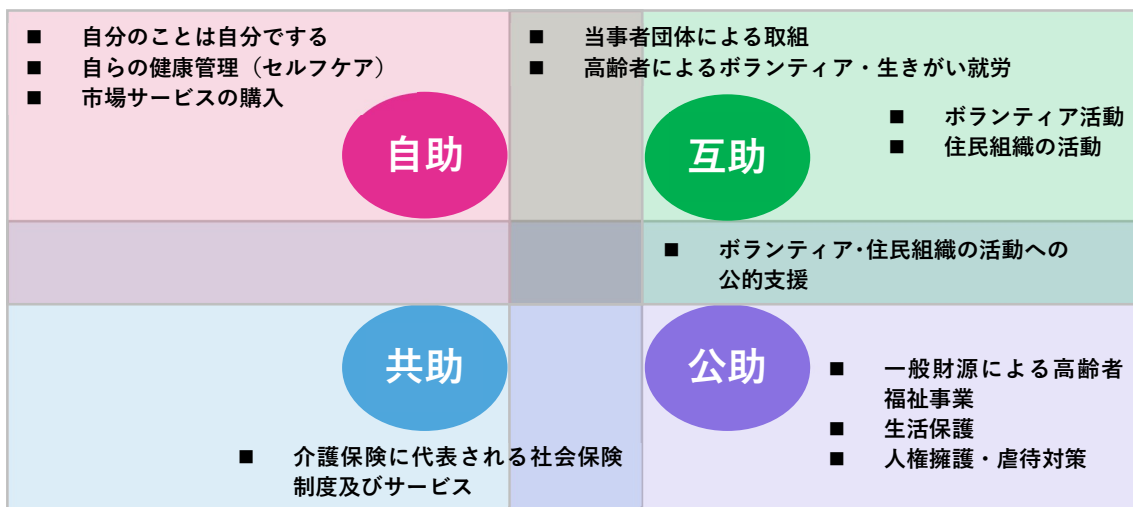 ■ 自分のことは自分でする
■ 自らの健康管理（セルフケア）
■ 市場サービスの購入
自助
■ 当事者団体による取組
■ 高齢者によるボランティア・生きがい就労
■ ボランティア活動
■ 住民組織の活動
互助
■ ボランティア・住民組織の活動への
公的支援
共助
■ 介護保険に代表される社会保険
制度及びサービス
公助
■ 一般財源による高齢者
福祉事業
■ 生活保護
■ 人権擁護・虐待対策